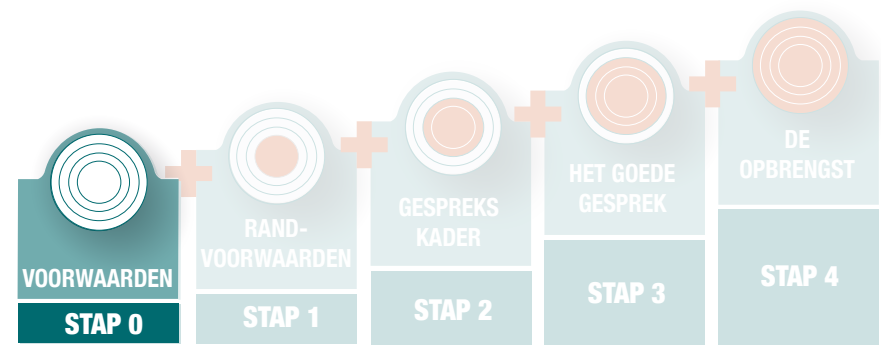 VOORWAARDEN
STAP 0
RAND-
VOORWAARDEN
STAP 1
GESPREKS
KADER
STAP 2
HET GOEDE
GESPREK
STAP 3
DE
OPBRENGST
STAP 4